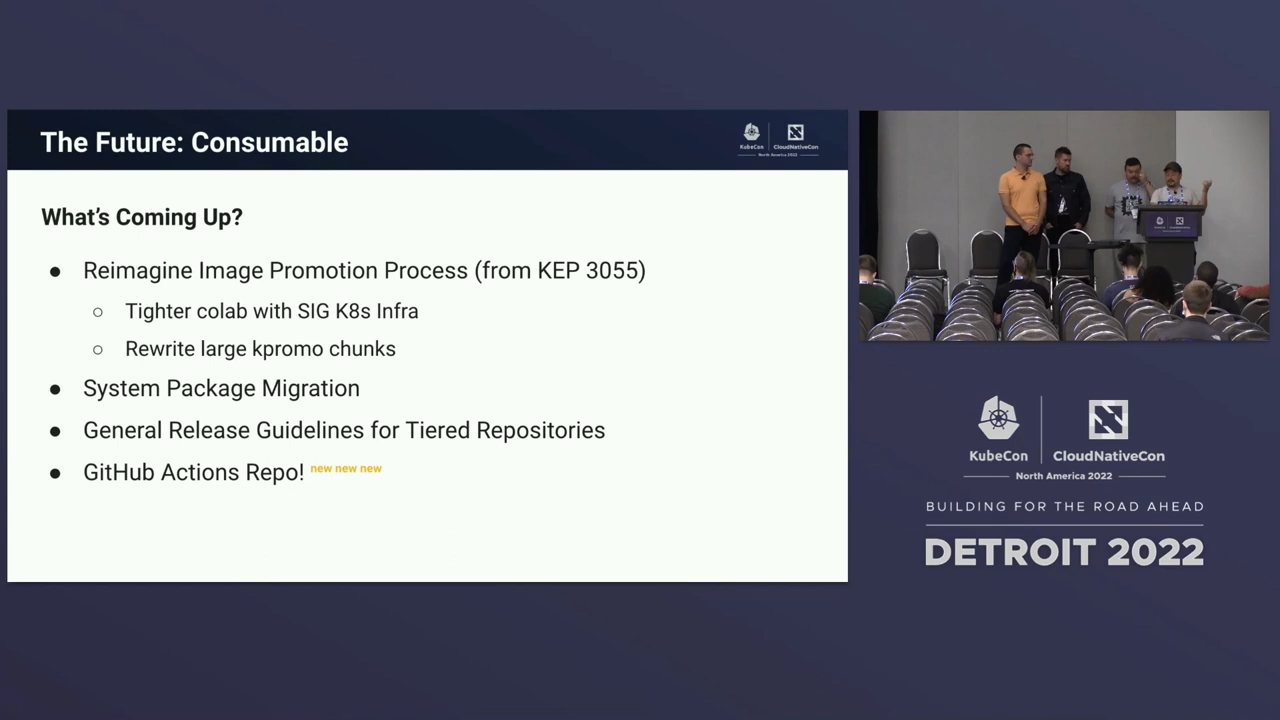 The Future: Consumable
KubeCon
CloudNativeCon
North America 2022
What's Coming Up?
● Reimagine Image Promotion Process (from KEP 3055)
○ Tighter colab with SIG K8s Infra
○ Rewrite large kpromo chunks
● System Package Migration
● General Release Guidelines for Tiered Repositories
● GitHub Actions Repo! new new new
KubeCon
CloudNativeCon
North America 2022
BUILDING FOR THE ROAD AHEAD
DETROIT 2022